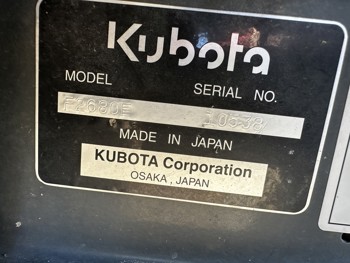 Kubota
MODEL SERIAL NO.
MADE IN JAPAN
KUBOTA Corporation
OSAKA, JAPAN